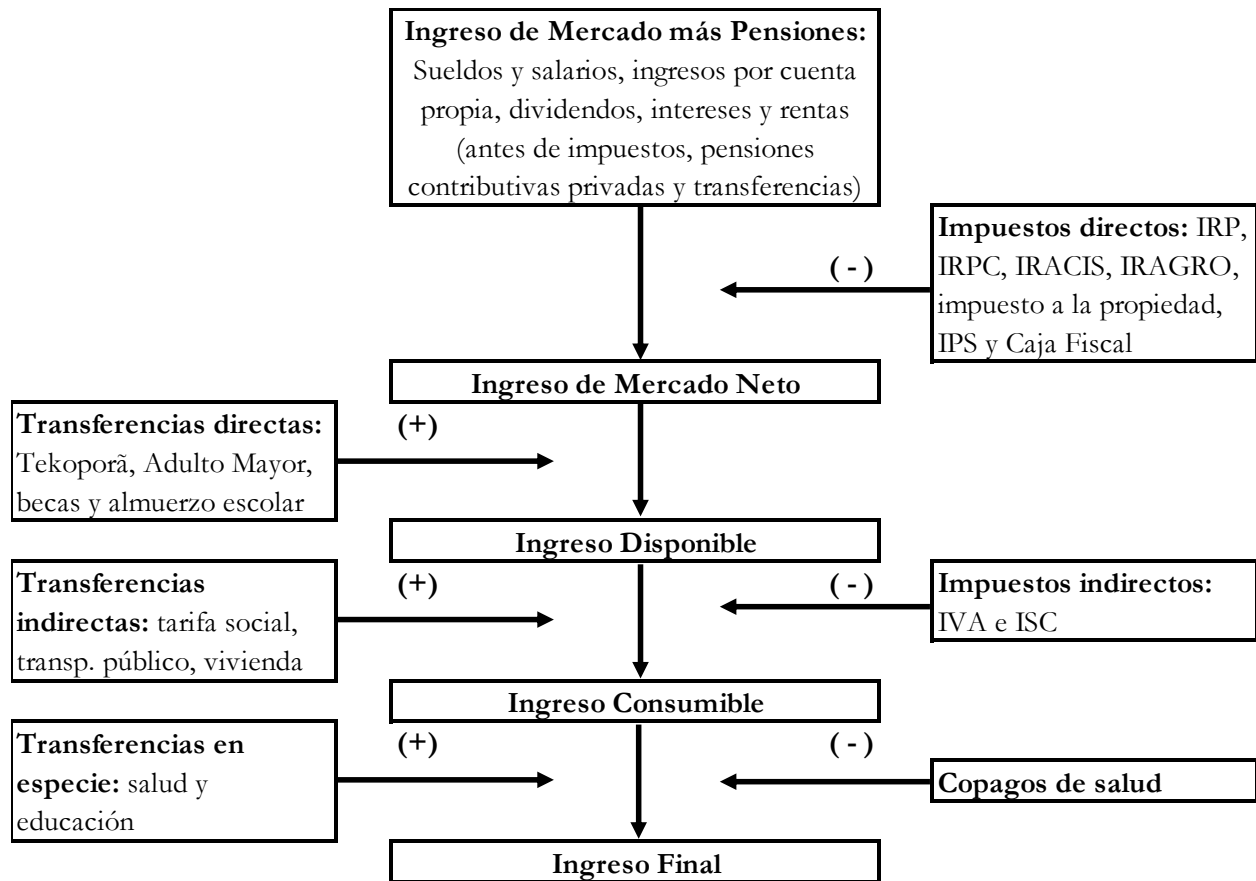 Ingreso de Mercado más Pensiones:
Sueldos y salarios, ingresos por cuenta
propia, dividendos, intereses y rentas
(antes de impuestos, pensiones
contributivas privadas y transferencias)
Impuestos directos: IRP,
IRPC, IRACIS, IRAGRO,
impuesto a la propiedad,
IPS y Caja Fiscal
( - )
Ingreso de Mercado Neto
Transferencias directas:
Tekoporã, Adulto Mayor,
becas y almuerzo escolar
(+)
Ingreso Disponible
Transferencias
indirectas: tarifa social,
transp. público, vivienda
(+)
( - )
Impuestos indirectos:
IVA e ISC
Ingreso Consumible
Transferencias en
especie: salud y
educación
(+)
( - )
Copagos de salud
Ingreso Final